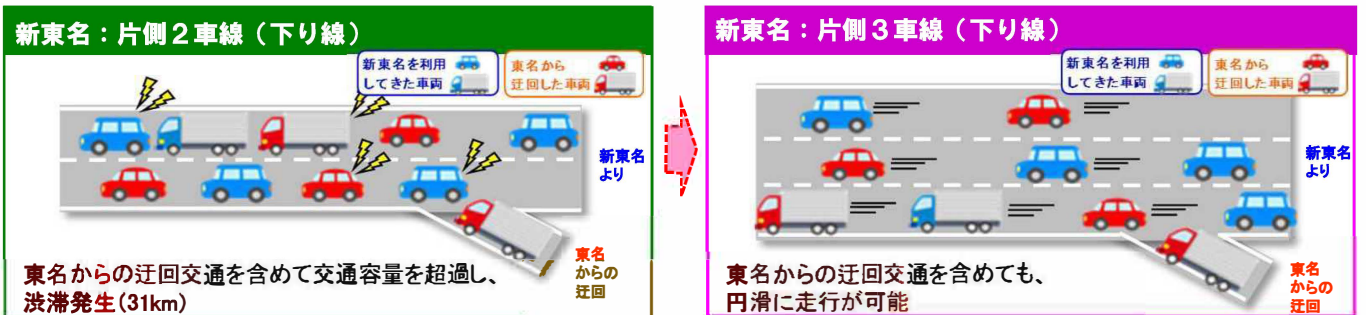 新東名：片側２車線（下り線）
新東名を利用
してきた車両
東名から
迂回した車両
新東名
より
東名
からの
迂回
東名からの迂回交通を含めて交通容量を超過し、
渋滞発生(31km)
新東名：片側３車線（下り線）
新東名を利用
してきた車両
東名から
迂回した車両
新東名
より
東名
からの
迂回
東名からの迂回交通を含めても、
円滑に走行が可能